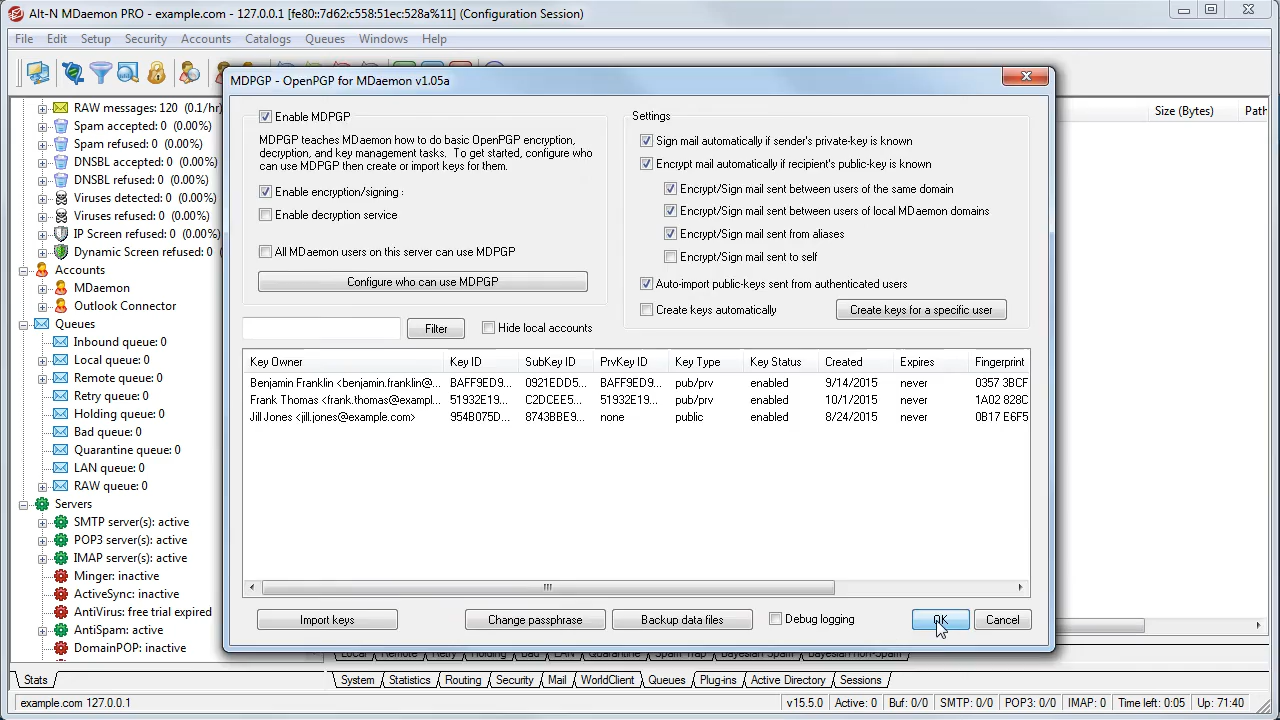 Alt-N MDaemon PRO - example.com - 127.0.0.1 [fe80::7d62:c558:51ec:528a%11] (Configuration Session)
File Edit Setup Security Accounts Catalogs Queues Windows Help
RAW messages: 120 (0.1/hr)
Spam accepted: 0 (0.00%)
Spam refused: 0 (0.00%)
DNSBL accepted: 0 (0.00%)
DNSBL refused: 0 (0.00%)
Viruses detected: 0 (0.00%)
Viruses refused: 0 (0.00%)
IP Screen refused: 0 (0.00%)
Dynamic Screen refused: 0
Accounts
MDaemon
Outlook Connector
Queues
Inbound queue: 0
Local queue: 0
Remote queue: 0
Retry queue: 0
Holding queue: 0
Bad queue: 0
Quarantine queue: 0
LAN queue: 0
RAW queue: 0
Servers
SMTP server(s): active
POP3 server(s): active
IMAP server(s): active
Minger: inactive
ActiveSync: inactive
AntiVirus: free trial expired
AntiSpam: active
DomainPOP: inactive
Stats
Size (Bytes) Path
MDPGP - OpenPGP for MDaemon v1.05a
Enable MDPGP
MDPGP teaches MDaemon how to do basic OpenPGP encryption,
decryption, and key management tasks. To get started, configure who
can use MDPGP then create or import keys for them.
Enable encryption/signing :
Enable decryption service
All MDaemon users on this server can use MDPGP
Configure who can use MDPGP
Settings
Sign mail automatically if sender's private-key is known
Encrypt mail automatically if recipient's public-key is known
Encrypt/Sign mail sent between users of the same domain
Encrypt/Sign mail sent between users of local MDaemon domains
Encrypt/Sign mail sent from aliases
Encrypt/Sign mail sent to self
Auto-import public-keys sent from authenticated users
Create keys automatically Create keys for a specific user
Filter Hide local accounts
Key Owner Key ID SubKey ID PrvKey ID Key Type Key Status Created Expires Fingerprint
Benjamin Franklin <benjamin.franklin@... BAFF9ED9... 0921EDD5... BAFF9ED9... pub/prv enabled 9/14/2015 never 0357 3BCF
Frank Thomas <frank.thomas@exampl... 51932E19... C2DCEE5... 51932E19... pub/prv enabled 10/1/2015 never 1A02 828C
Jill Jones <jill.jones@example.com> 954B075D... 8743BBE9... none public enabled 8/24/2015 never 0B17 E6F5
Import keys Change passphrase Backup data files Debug logging OK Cancel
Local Remote Retry Holding Bad LAN Quarantine Spam Trap Bayesian Spam Bayesian Non-Spam
System Statistics Routing Security Mail WorldClient Queues Plug-ins Active Directory Sessions
example.com 127.0.0.1 v15.5.0 Active: 0 Buf: 0/0 SMTP: 0/0 POP3: 0/0 IMAP: 0 Time left: 0:05 Up: 71:40